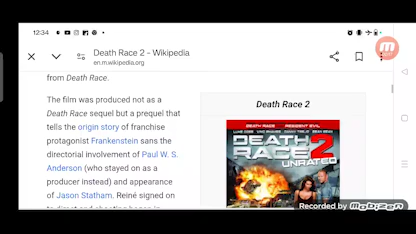 12:34
Death Race 2 - Wikipedia
en.m.wikipedia.org
from Death Race.
The film was produced not as a
Death Race sequel but a prequel that
tells the origin story of franchise
protagonist Frankenstein sans the
directorial involvement of Paul W. S.
Anderson (who stayed on as a
producer instead) and appearance
of Jason Statham. Reiné signed on
Death Race 2
DEATH RACE RESIDENT EVIL
DEATH
RACE 2
UNRATED
Recorded by
mobizen